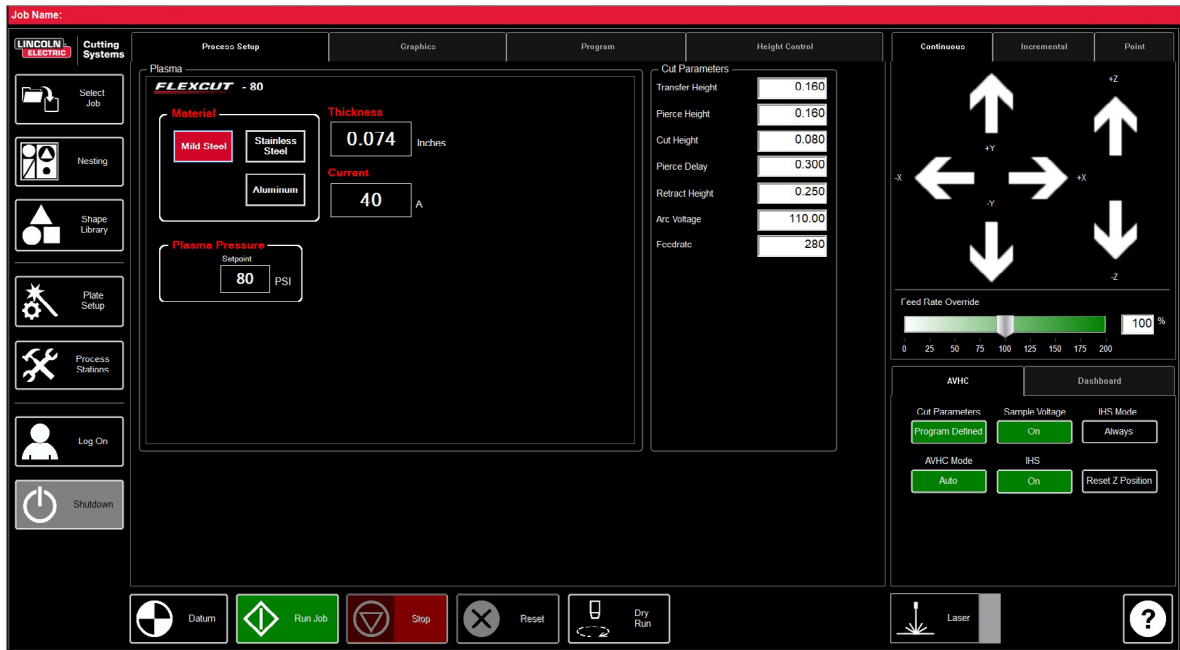 Job Name:
LINCOLN ELECTRIC
Cutting Systems
Select Job
Nesting
Shape Library
Plate Setup
Process Stations
Log On
Shutdown
Process Setup
Graphics
Program
Height Control
Plasma
FLEXCUT - 80
Material
Mild Steel
Stainless Steel
Aluminum
Thickness
0.074 Inches
Current
40 A
Plasma Pressure
Setpoint
80 PSI
Cut Parameters
Transfer Height 0.160
Pierce Height 0.160
Cut Height 0.080
Pierce Delay 0.300
Retract Height 0.250
Arc Voltage 110.00
Feedrate 280
Continuous
Incremental
Point
+Z
+Y
-X
+X
-Y
-Z
Feed Rate Override
100 %
0 25 50 75 100 125 150 175 200
AVHC
Dashboard
Cut Parameters
Sample Voltage
IHS Mode
Program Defined
On
Always
AVHC Mode
IHS
Auto
On
Reset Z Position
Datum
Run Job
Stop
Reset
Dry Run
Laser
?